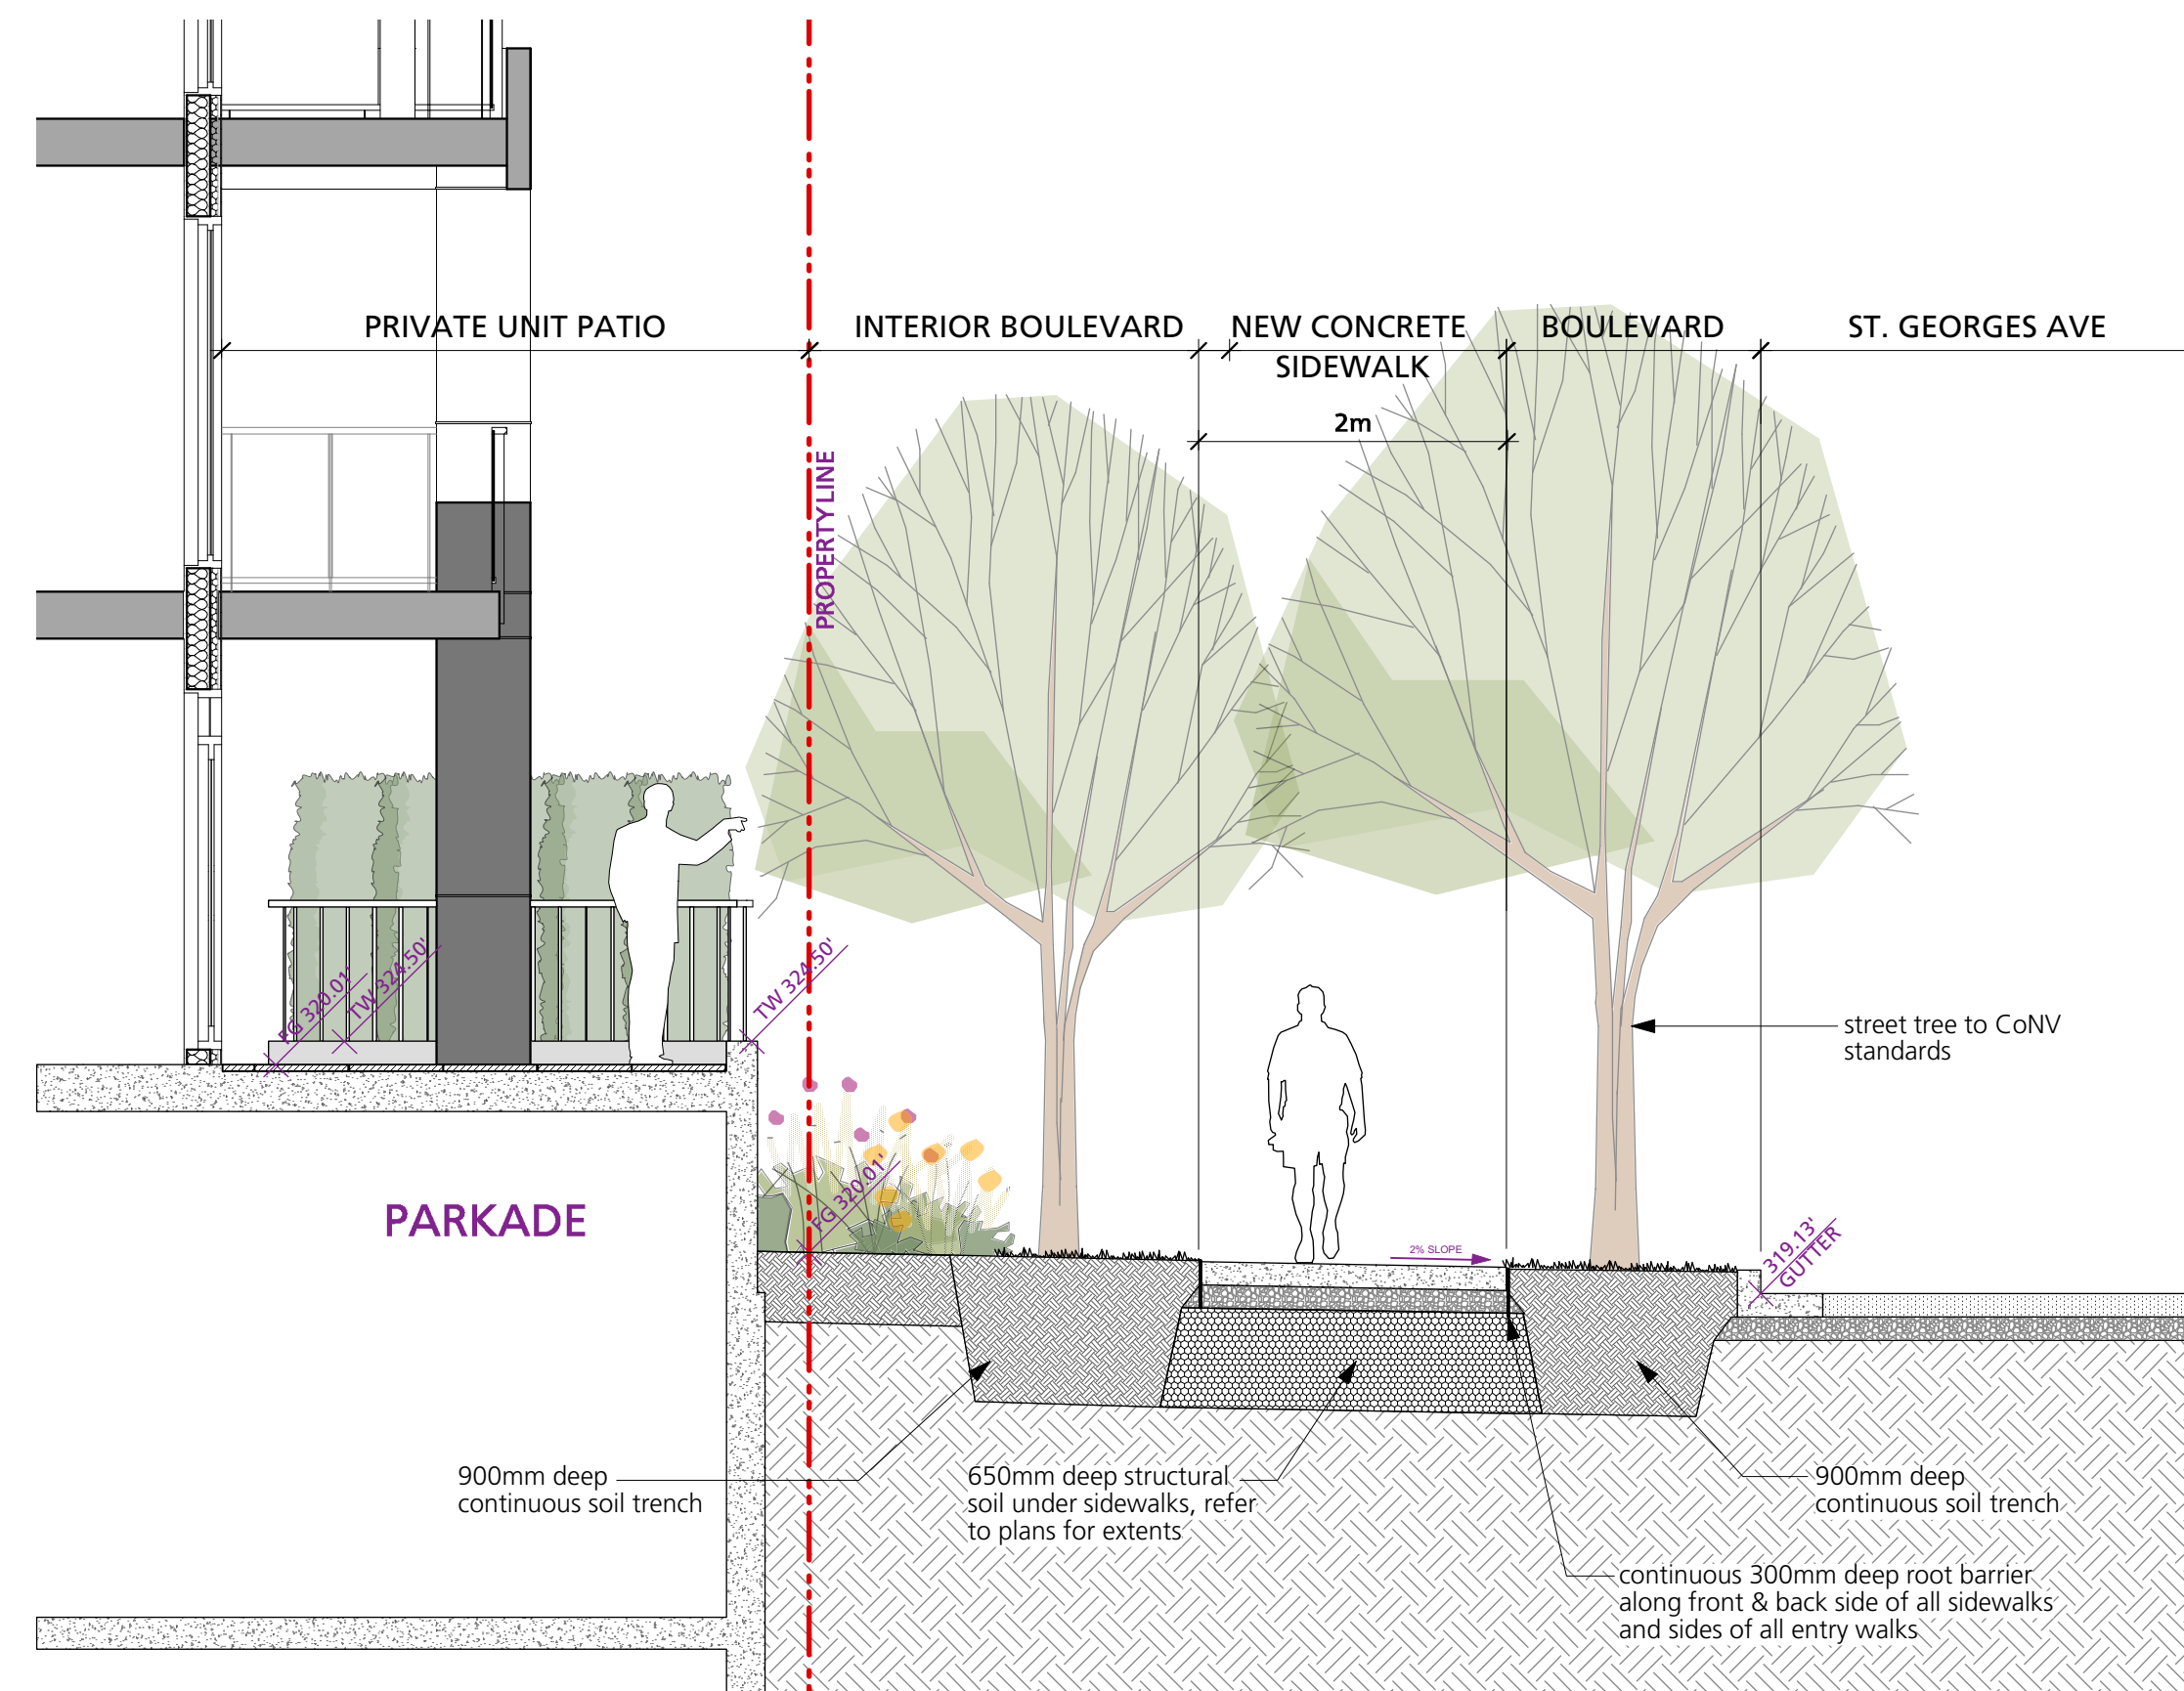 PRIVATE UNIT PATIO
INTERIOR BOULEVARD
NEW CONCRETE
SIDEWALK
BOULEVARD
ST. GEORGES AVE
2m
PROPERTY LINE
FG 320.01'
TW 324.50'
TW 324.50'
street tree to CoNV
standards
FG 320.01'
PARKADE
2% SLOPE
319.13'
GUTTER
900mm deep
continuous soil trench
650mm deep structural
soil under sidewalks, refer
to plans for extents
900mm deep
continuous soil trench
continuous 300mm deep root barrier
along front & back side of all sidewalks
and sides of all entry walks